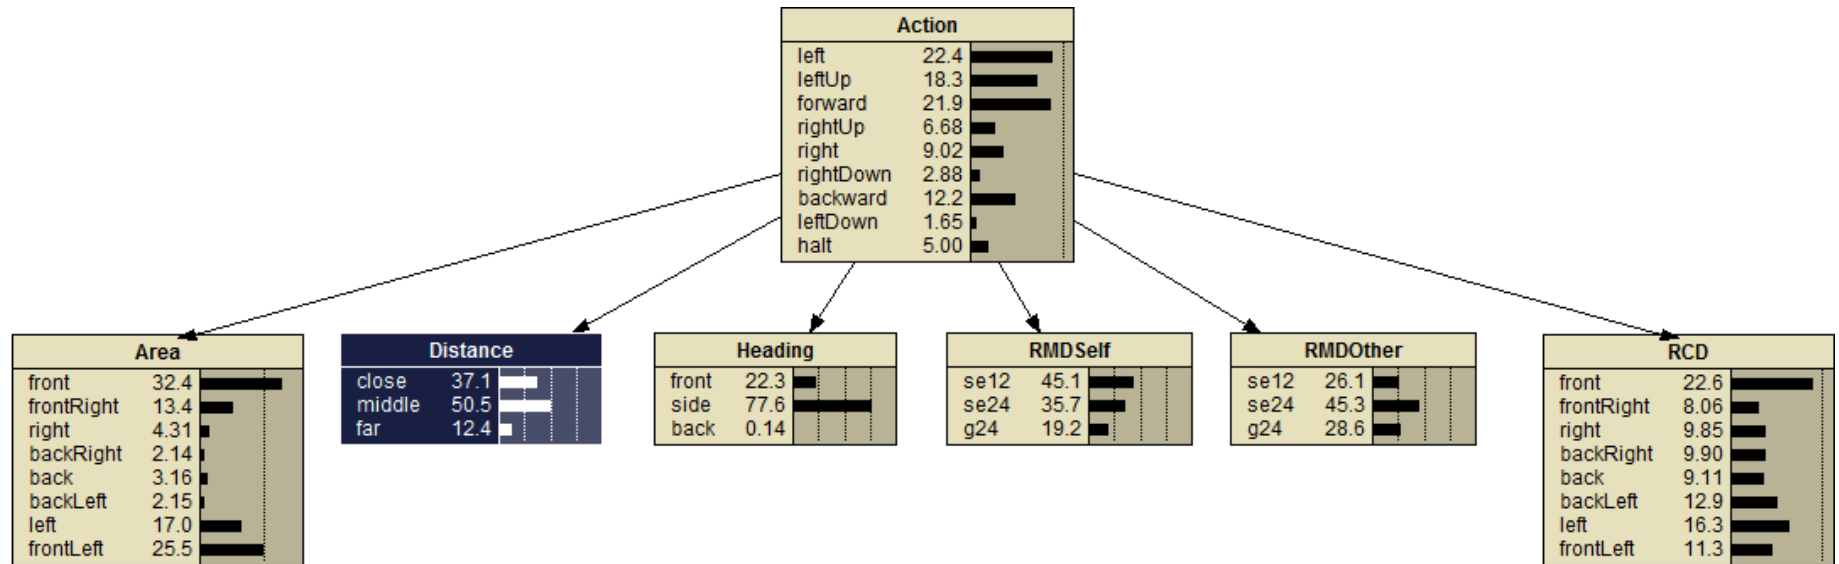 Action
left 22.4
leftUp 18.3
forward 21.9
rightUp 6.68
right 9.02
rightDown 2.88
backward 12.2
leftDown 1.65
halt 5.00
Area
front 32.4
frontRight 13.4
right 4.31
backRight 2.14
back 3.16
backLeft 2.15
left 17.0
frontLeft 25.5
Distance
close 37.1
middle 50.5
far 12.4
Heading
front 22.3
side 77.6
back 0.14
RMDSelf
se12 45.1
se24 35.7
g24 19.2
RMDOther
se12 26.1
se24 45.3
g24 28.6
RCD
front 22.6
frontRight 8.06
right 9.85
backRight 9.90
back 9.11
backLeft 12.9
left 16.3
frontLeft 11.3